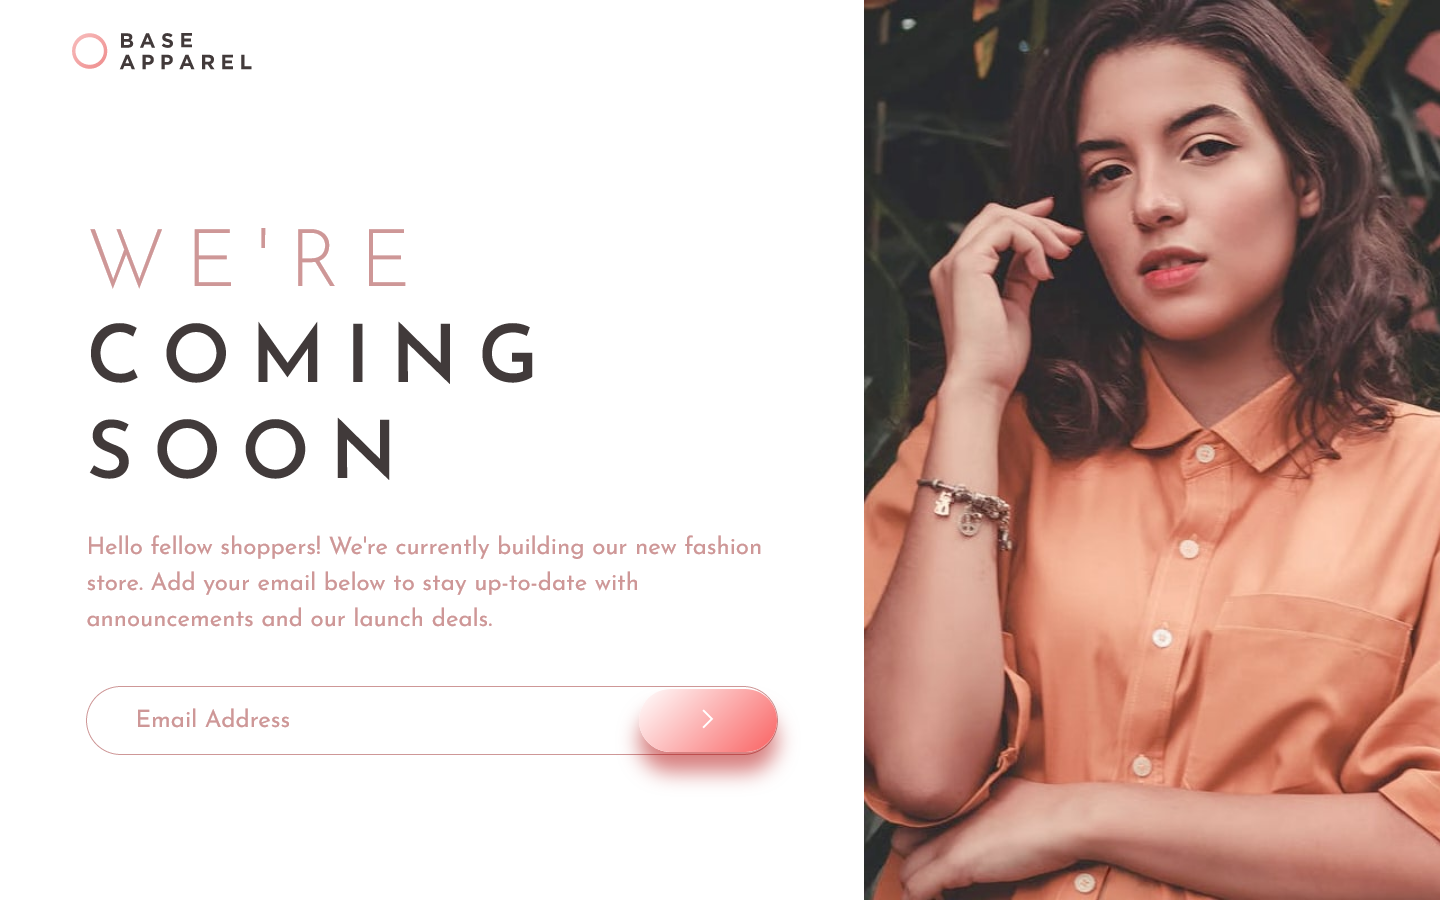 BASE
APPAREL
WE'RE
COMING
SOON
Hello fellow shoppers! We're currently building our new fashion
store. Add your email below to stay up-to-date with
announcements and our launch deals.
Email Address